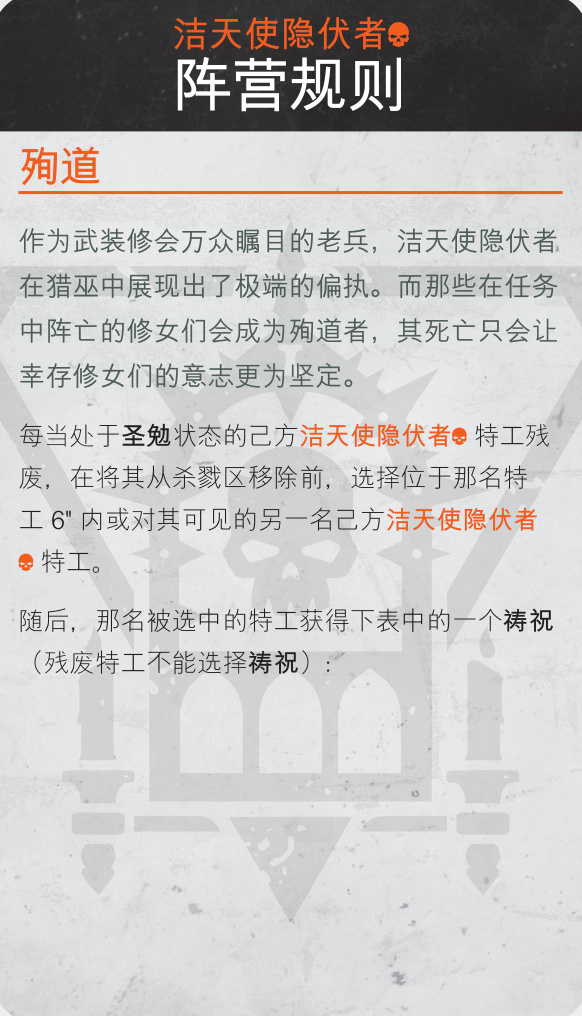 洁天使隐伏者
阵营规则
殉道
作为武装修会万众瞩目的老兵，洁天使隐伏者
在猎巫中展现出了极端的偏执。而那些在任务
中阵亡的修女们会成为殉道者，其死亡只会让
幸存修女们的意志更为坚定。
每当处于圣勉状态的己方洁天使隐伏者 特工残
废，在将其从杀戮区移除前，选择位于那名特
工 6" 内或对其可见的另一名己方洁天使隐伏者
特工。
随后，那名被选中的特工获得下表中的一个祷祝
（残废特工不能选择祷祝）: